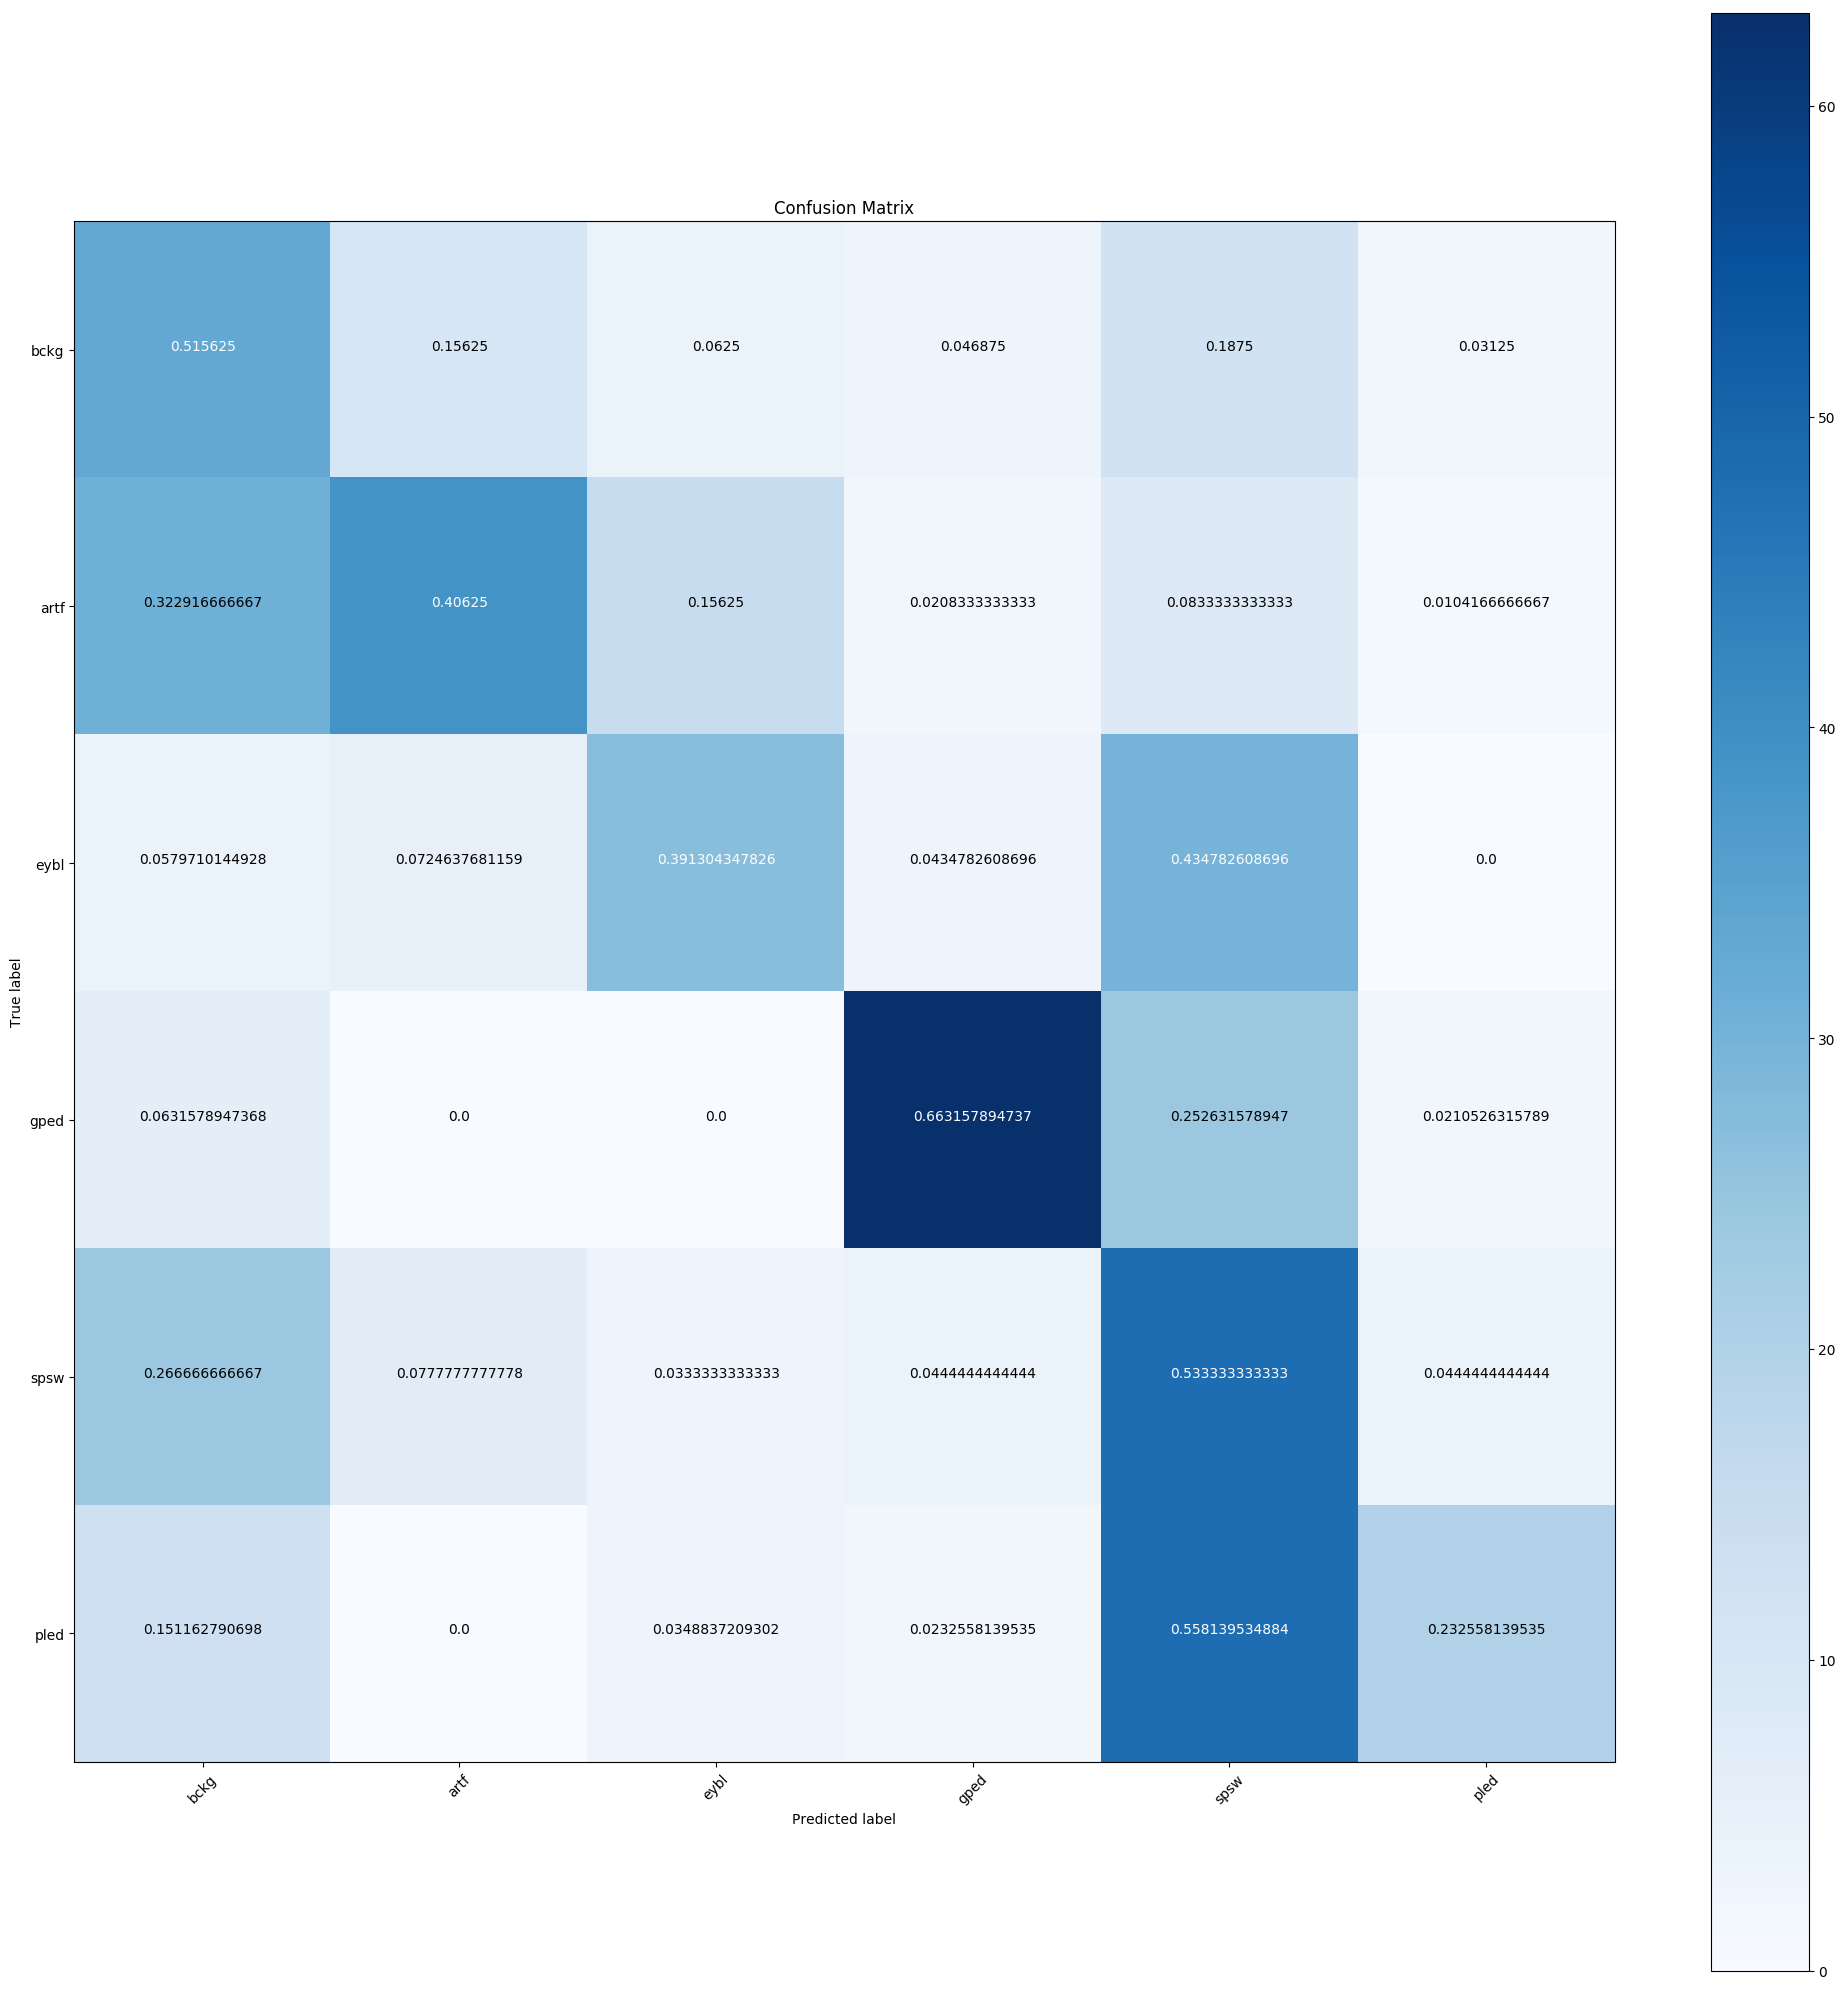 Confusion Matrix
bckg 0.515625 0.15625 0.0625 0.046875 0.1875 0.03125
artf 0.322916666667 0.40625 0.15625 0.0208333333333 0.0833333333333 0.0104166666667
eybl 0.0579710144928 0.0724637681159 0.391304347826 0.0434782608696 0.434782608696 0.0
gped 0.0631578947368 0.0 0.0 0.663157894737 0.252631578947 0.0210526315789
spsw 0.266666666667 0.0777777777778 0.0333333333333 0.0444444444444 0.533333333333 0.0444444444444
pled 0.151162790698 0.0 0.0348837209302 0.0232558139535 0.558139534884 0.232558139535
True label
bckg artf eybl gped spsw pled
Predicted label
60
50
40
30
20
10
0